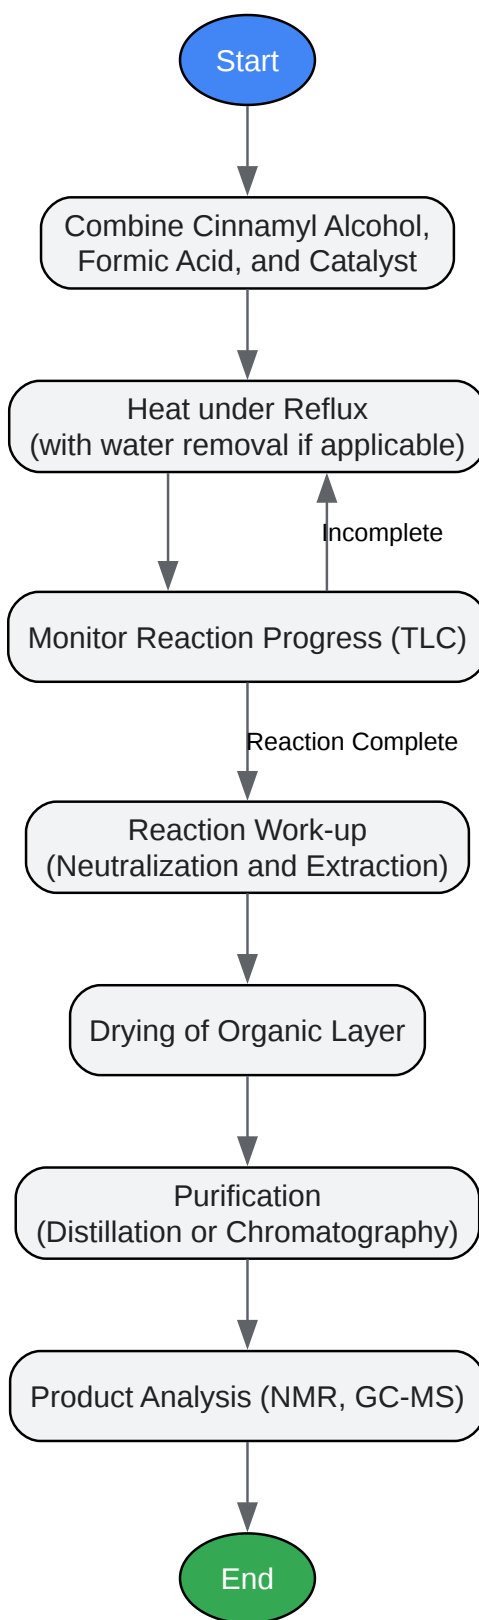 Start
Combine Cinnamyl Alcohol,
Formic Acid, and Catalyst
Heat under Reflux
(with water removal if applicable)
Incomplete
Monitor Reaction Progress (TLC)
Reaction Complete
Reaction Work-up
(Neutralization and Extraction)
Drying of Organic Layer
Purification
(Distillation or Chromatography)
Product Analysis (NMR, GC-MS)
End